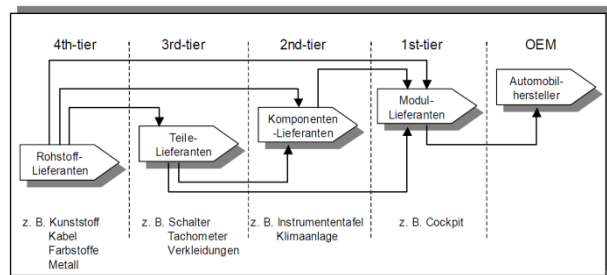 4th-tier
3rd-tier
2nd-tier
1st-tier
OEM
Automobil-
hersteller
Modul-
Lieferanten
Komponenten
-Lieferanten
Teile-
Lieferanten
Rohstoff-
Lieferanten
z. B. Kunststoff
Kabel
Farbstoffe
Metall
z. B. Schalter
Tachometer
Verkleidungen
z. B. Instrumententafel
Klimaanlage
z. B. Cockpit